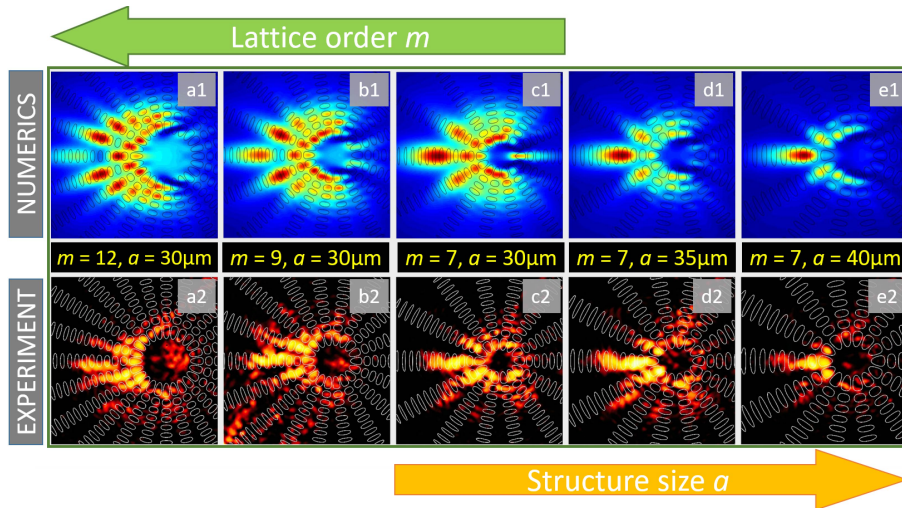 Lattice order m
NUMERICS
a1
b1
c1
d1
e1
m = 12, a = 30μm
m = 9, a = 30μm
m = 7, a = 30μm
m = 7, a = 35μm
m = 7, a = 40μm
EXPERIMENT
a2
b2
c2
d2
e2
Structure size a